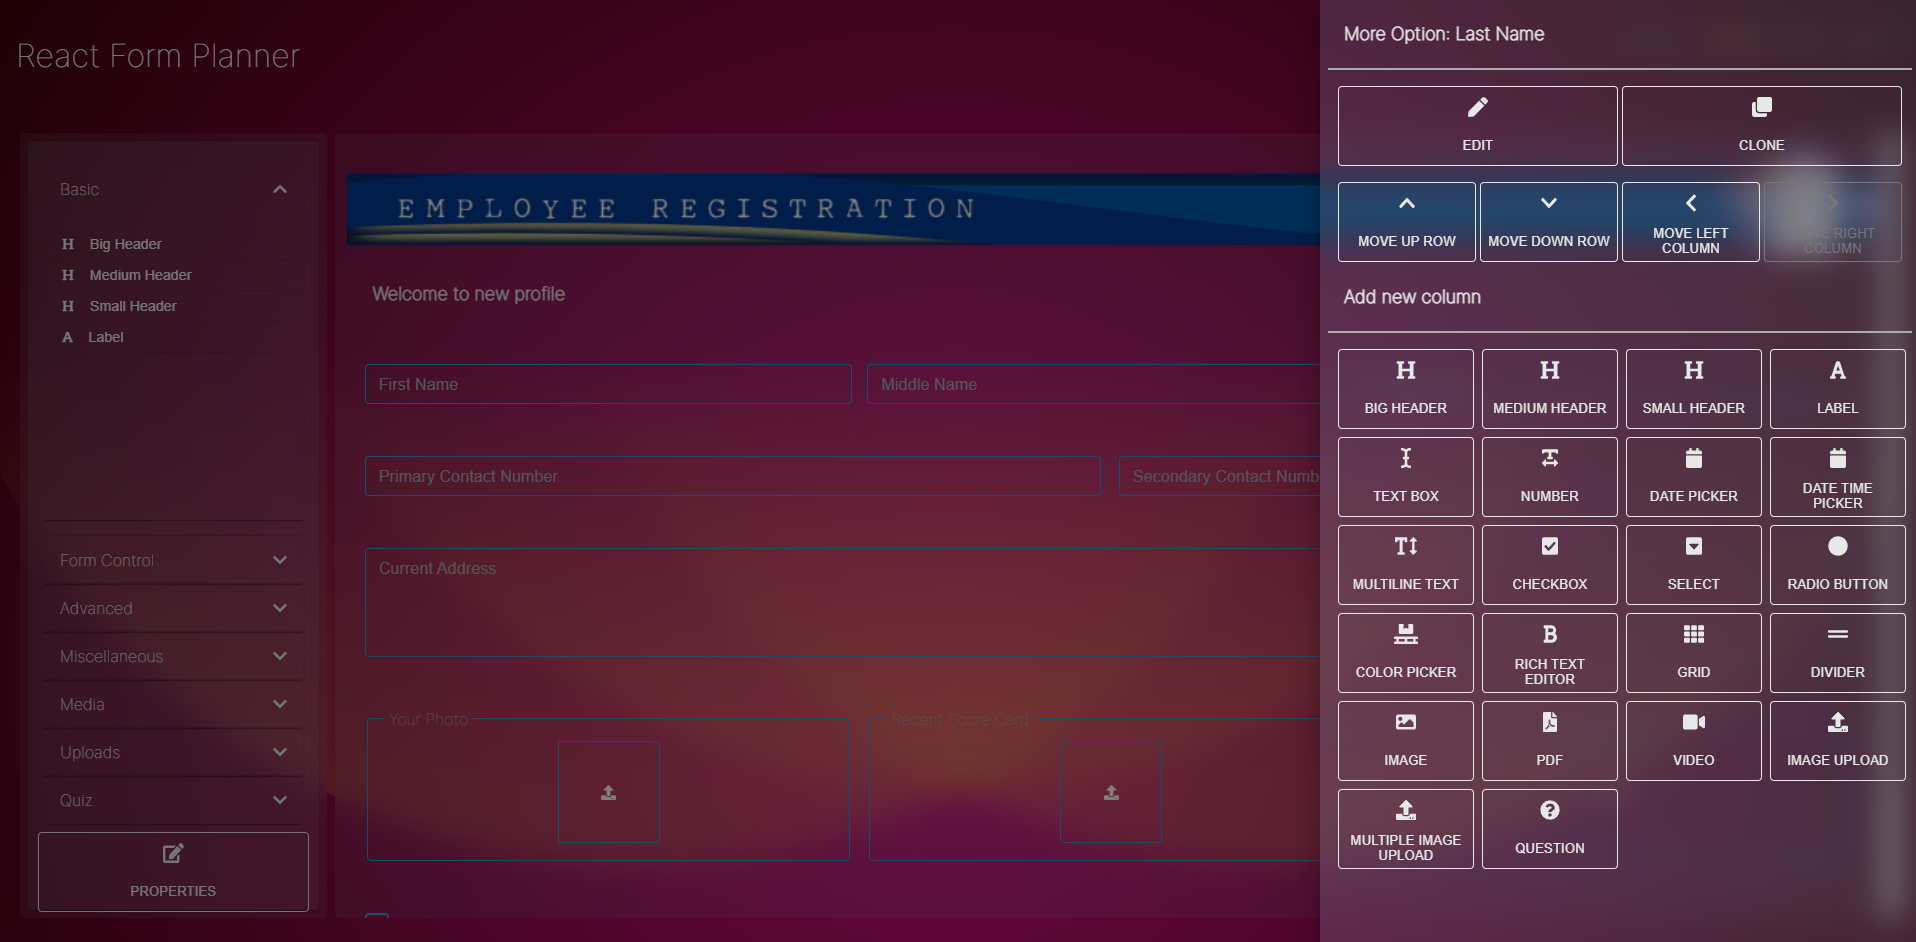 React Form Planner
Basic
H Big Header
H Medium Header
H Small Header
A Label
Form Control
Advanced
Miscellaneous
Media
Uploads
Quiz
PROPERTIES
EMPLOYEE REGISTRATION
Welcome to new profile
First Name
Middle Name
Primary Contact Number
Secondary Contact Numb
Current Address
Your Photo
Recent Score Card
More Option: Last Name
EDIT
CLONE
MOVE UP ROW
MOVE DOWN ROW
MOVE LEFT
COLUMN
RIGHT
COLUMN
Add new column
H
BIG HEADER
H
MEDIUM HEADER
H
SMALL HEADER
A
LABEL
TEXT BOX
NUMBER
DATE PICKER
DATE TIME
PICKER
MULTILINE TEXT
CHECKBOX
SELECT
RADIO BUTTON
COLOR PICKER
B
RICH TEXT
EDITOR
GRID
DIVIDER
IMAGE
PDF
VIDEO
IMAGE UPLOAD
MULTIPLE IMAGE
UPLOAD
QUESTION